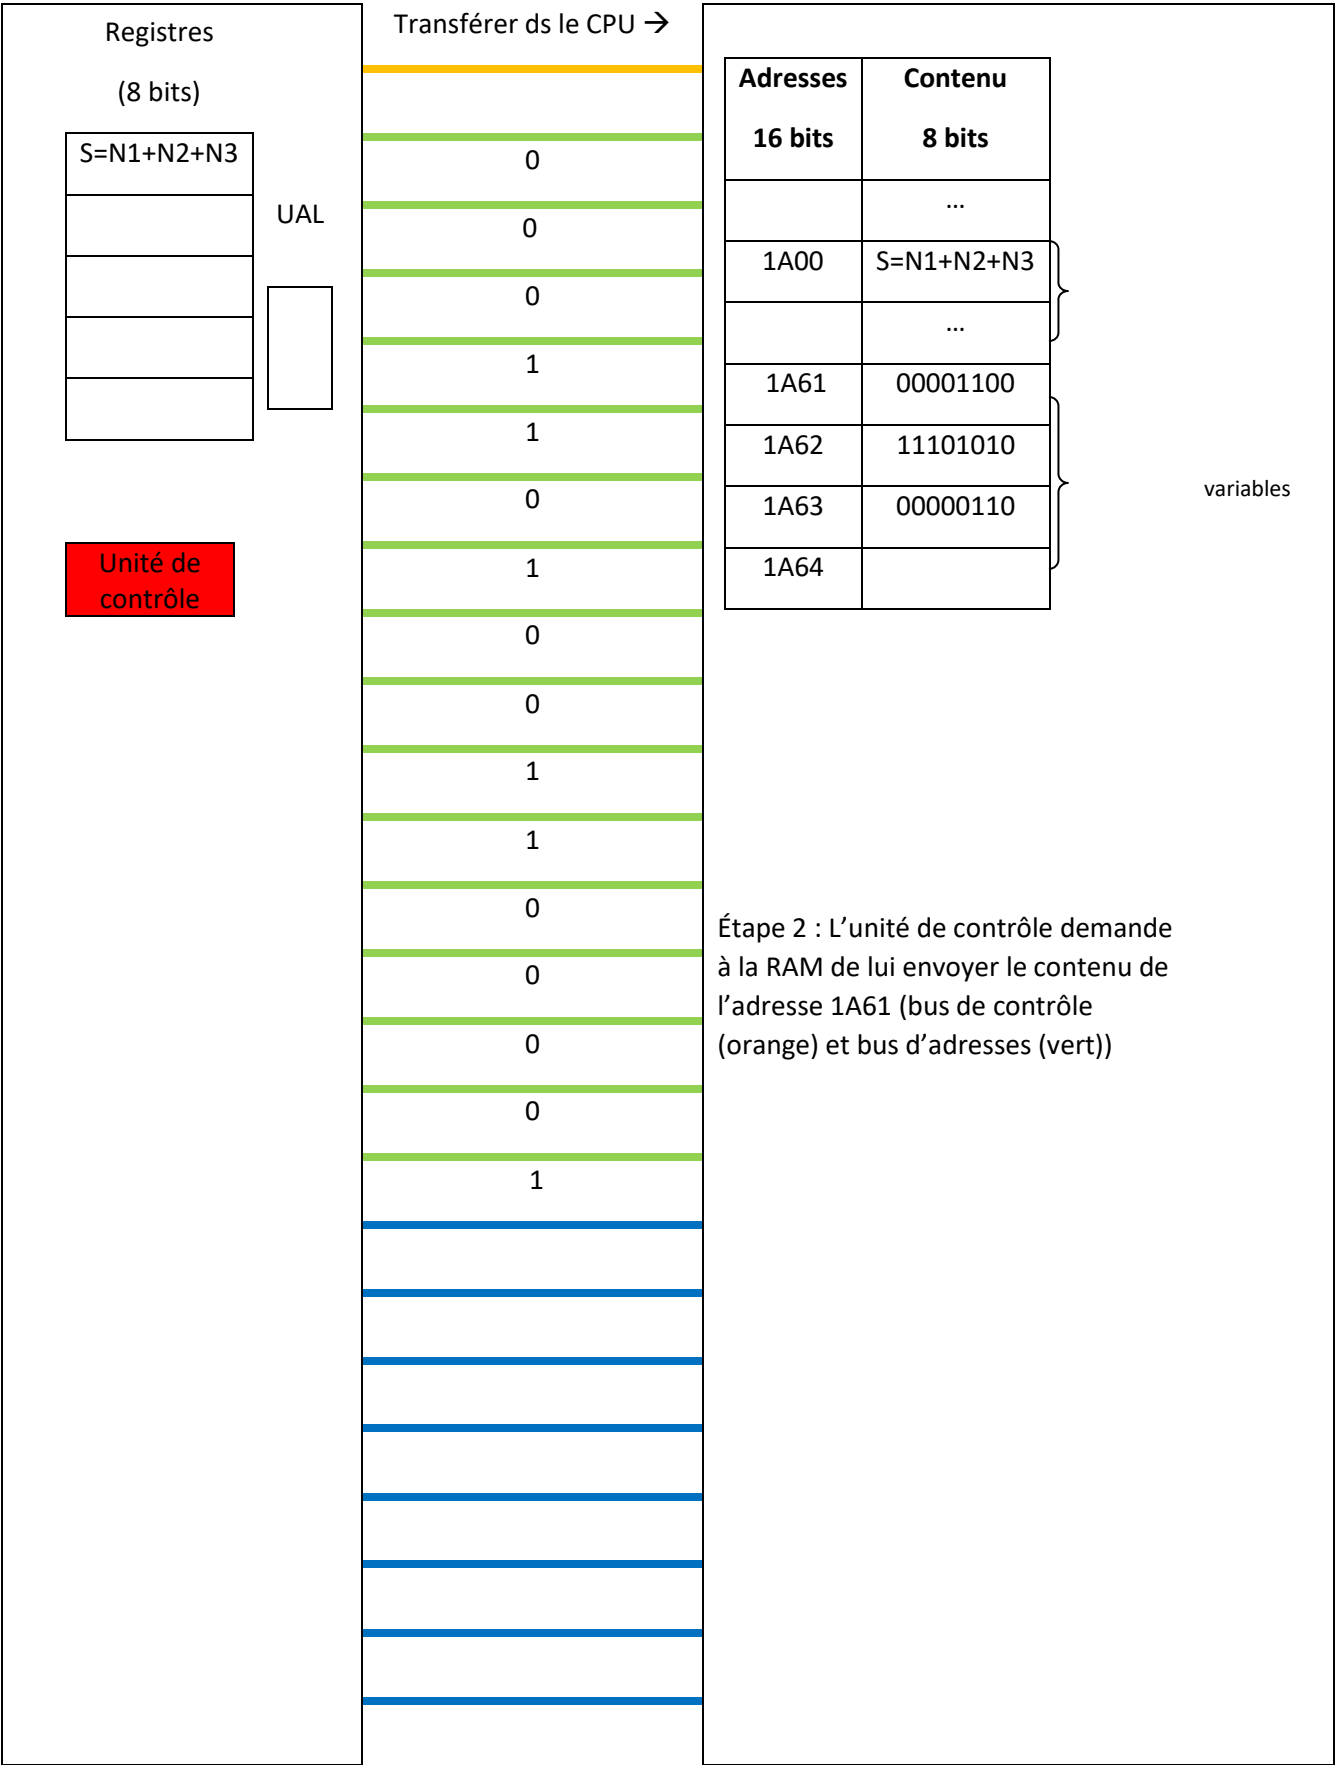 Registres
(8 bits)
S=N1+N2+N3
UAL
Unité de
contrôle
Transférer ds le CPU →
0
0
0
1
1
0
1
0
0
1
1
0
0
0
0
1
Adresses Contenu
16 bits 8 bits
...
1A00 S=N1+N2+N3
...
1A61 00001100
1A62 11101010
1A63 00000110
1A64
variables
Étape 2 : L’unité de contrôle demande
à la RAM de lui envoyer le contenu de
l’adresse 1A61 (bus de contrôle
(orange) et bus d’adresses (vert))